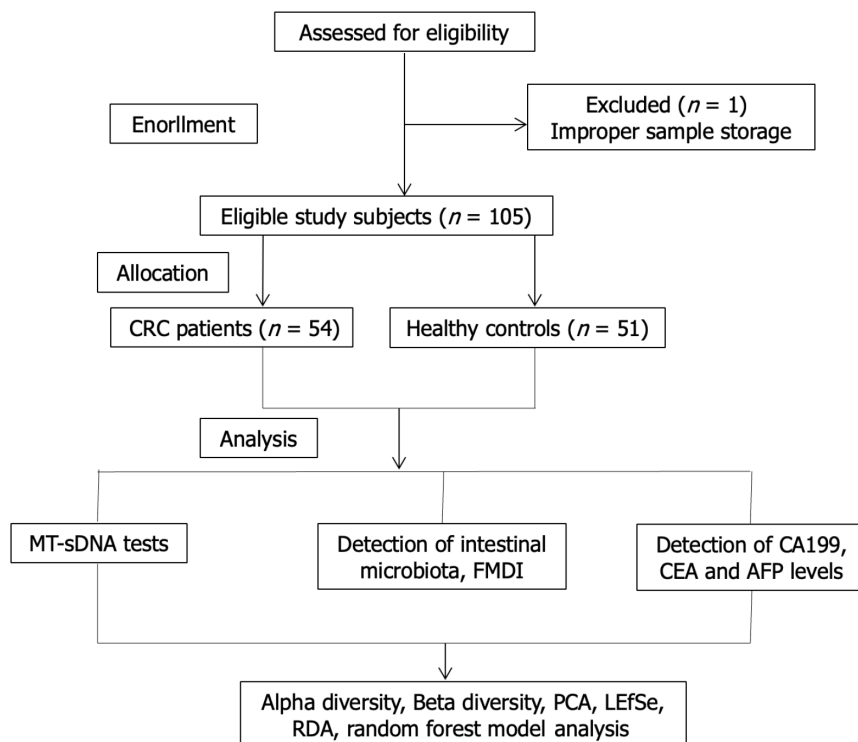 Assessed for eligibility
Enorllment
Excluded (n = 1)
Improper sample storage
Eligible study subjects (n = 105)
Allocation
CRC patients (n = 54)
Healthy controls (n = 51)
Analysis
MT-sDNA tests
Detection of intestinal
microbiota, FMDI
Detection of CA199,
CEA and AFP levels
Alpha diversity, Beta diversity, PCA, LEfSe,
RDA, random forest model analysis